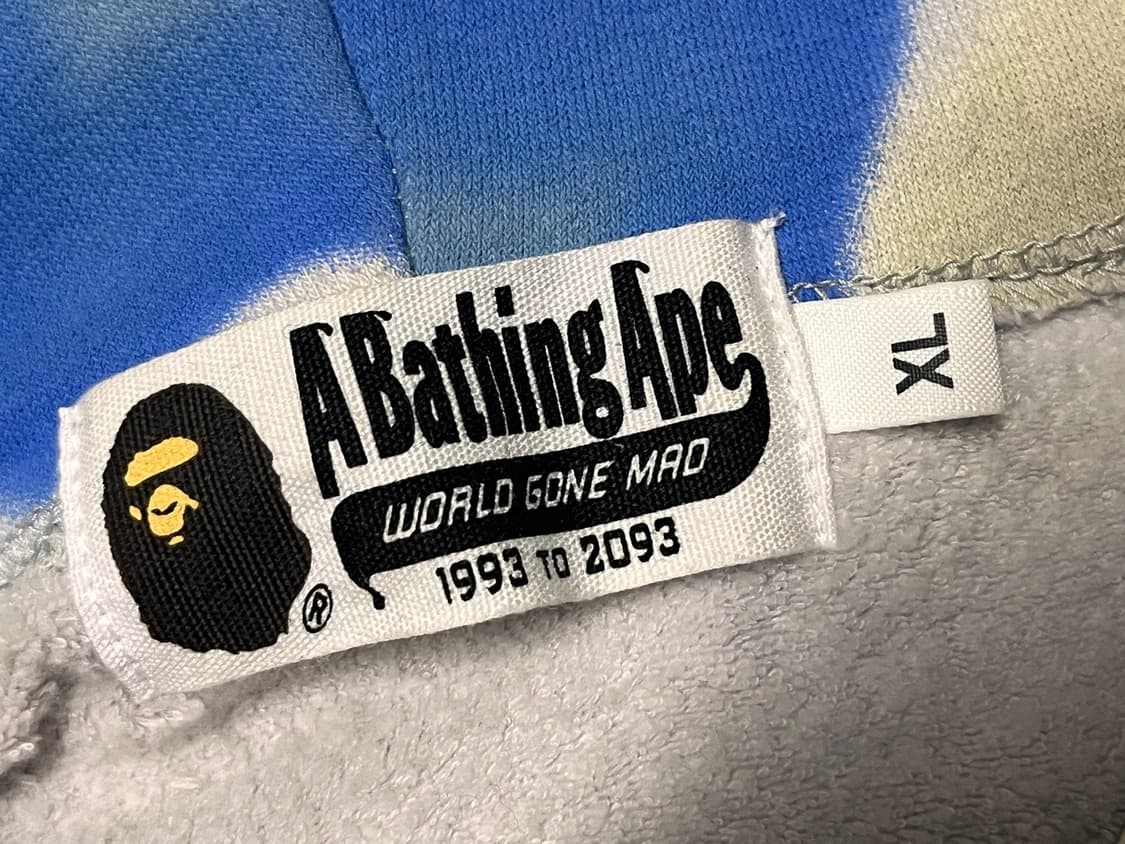 A Bathing Ape
WORLD GONE MAD
1993 TO 2093
®
XL